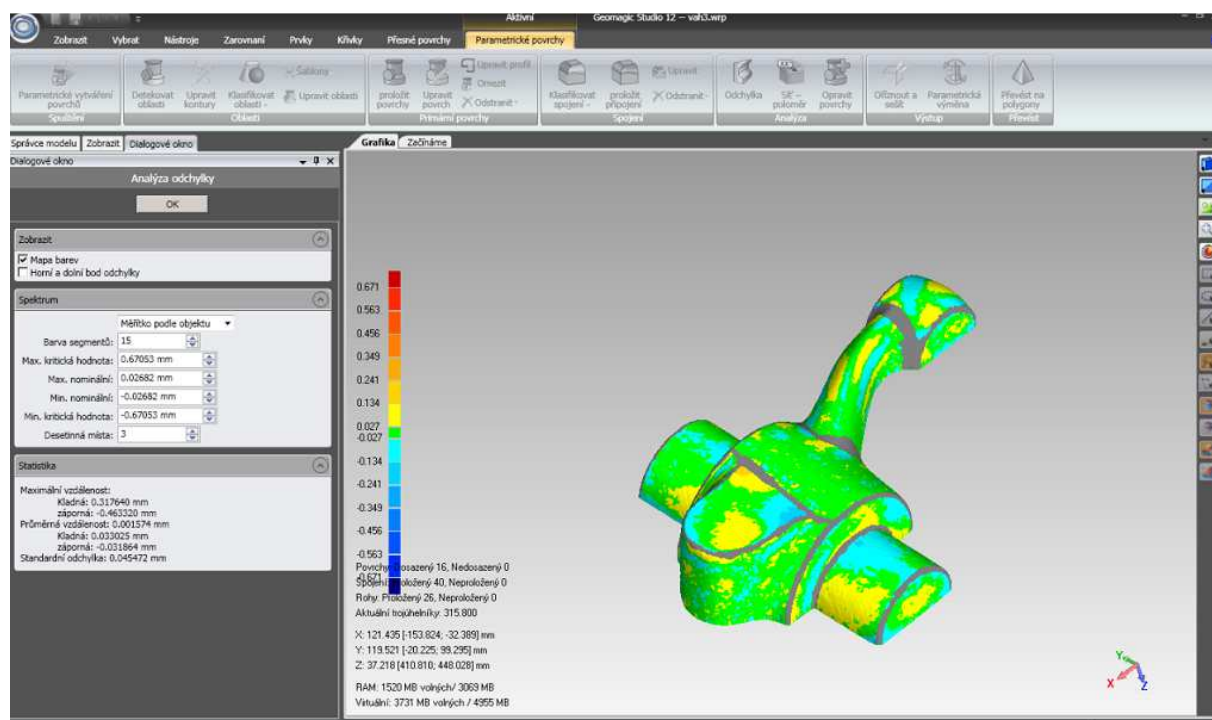 Aktivní
Geomagic Studio 12 – vah3.wrp
Zobrazit Vybrat Nástroje Zarovnaní Prvky Křivky Přesné povrchy Parametrické povrchy
Parametrické vytváření povrchů
Spuštění
Detekovat oblasti
Upravit kontury
Klasifikovat oblasti
Šablony
Upravit oblasti
Oblasti
proložit povrchy
Upravit povrch
Upravit profil
Omezit
Odstranit
Primární povrchy
Klasifikovat spojení
proložit připojení
Upravit
Odstranit
Spojení
Odchylka
Síť - poloměr
Opravit povrchy
Analýza
Oříznout a sešít
Parametrická výměna
Výstup
Převést na polygony
Převést
Správce modelu Zobrazit Dialogové okno
Dialogové okno
Analýza odchylky
OK
Zobrazit
Mapa barev
Horní a dolní bod odchylky
Spektrum
Měřítko podle objektu
Barva segmentů: 15
Max. kritická hodnota: 0.67053 mm
Max. nominální: 0.02682 mm
Min. nominální: -0.02682 mm
Min. kritická hodnota: -0.67053 mm
Desetinná místa: 3
Statistika
Maximální vzdálenost:
Kladná: 0.317640 mm
záporná: -0.463320 mm
Průměrná vzdálenost: 0.001574 mm
Kladná: 0.033025 mm
záporná: -0.031864 mm
Standardní odchylka: 0.045472 mm
Grafika Začínáme
0.671
0.563
0.456
0.349
0.241
0.134
0.027
-0.027
-0.134
-0.241
-0.349
-0.456
-0.563
-0.671
Povrchy: Dosazený 16, Nedosazený 0
Spojení: Proložený 40, Neproložený 0
Rohy: Proložený 26, Neproložený 0
Aktuální trojúhelníky: 315.800
X: 121.435 [-153.824; -32.389] mm
Y: 119.521 [-20.225; 99.295] mm
Z: 37.218 [410.810; 448.028] mm
RAM: 1520 MB volných/ 3069 MB
Virtuální: 3731 MB volných / 4955 MB
Y
X
Z